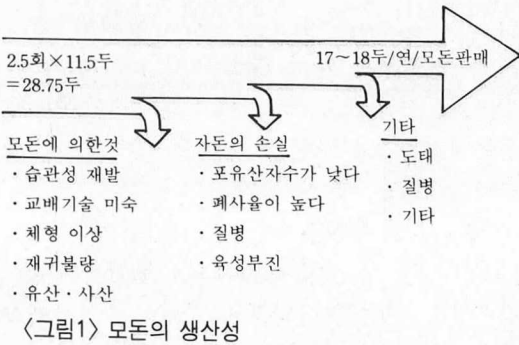 2.5회×11.5두
=28.75두
17~18두/연/모돈판매
모돈에 의한것
· 습관성 재발
· 교배기술 미숙
· 체형 이상
· 재귀불량
· 유산 · 사산
자돈의 손실
· 포유산자수가 낮다
· 폐사율이 높다
· 질병
· 육성부진
기타
· 도태
· 질병
· 기타
〈그림1〉 모돈의 생산성